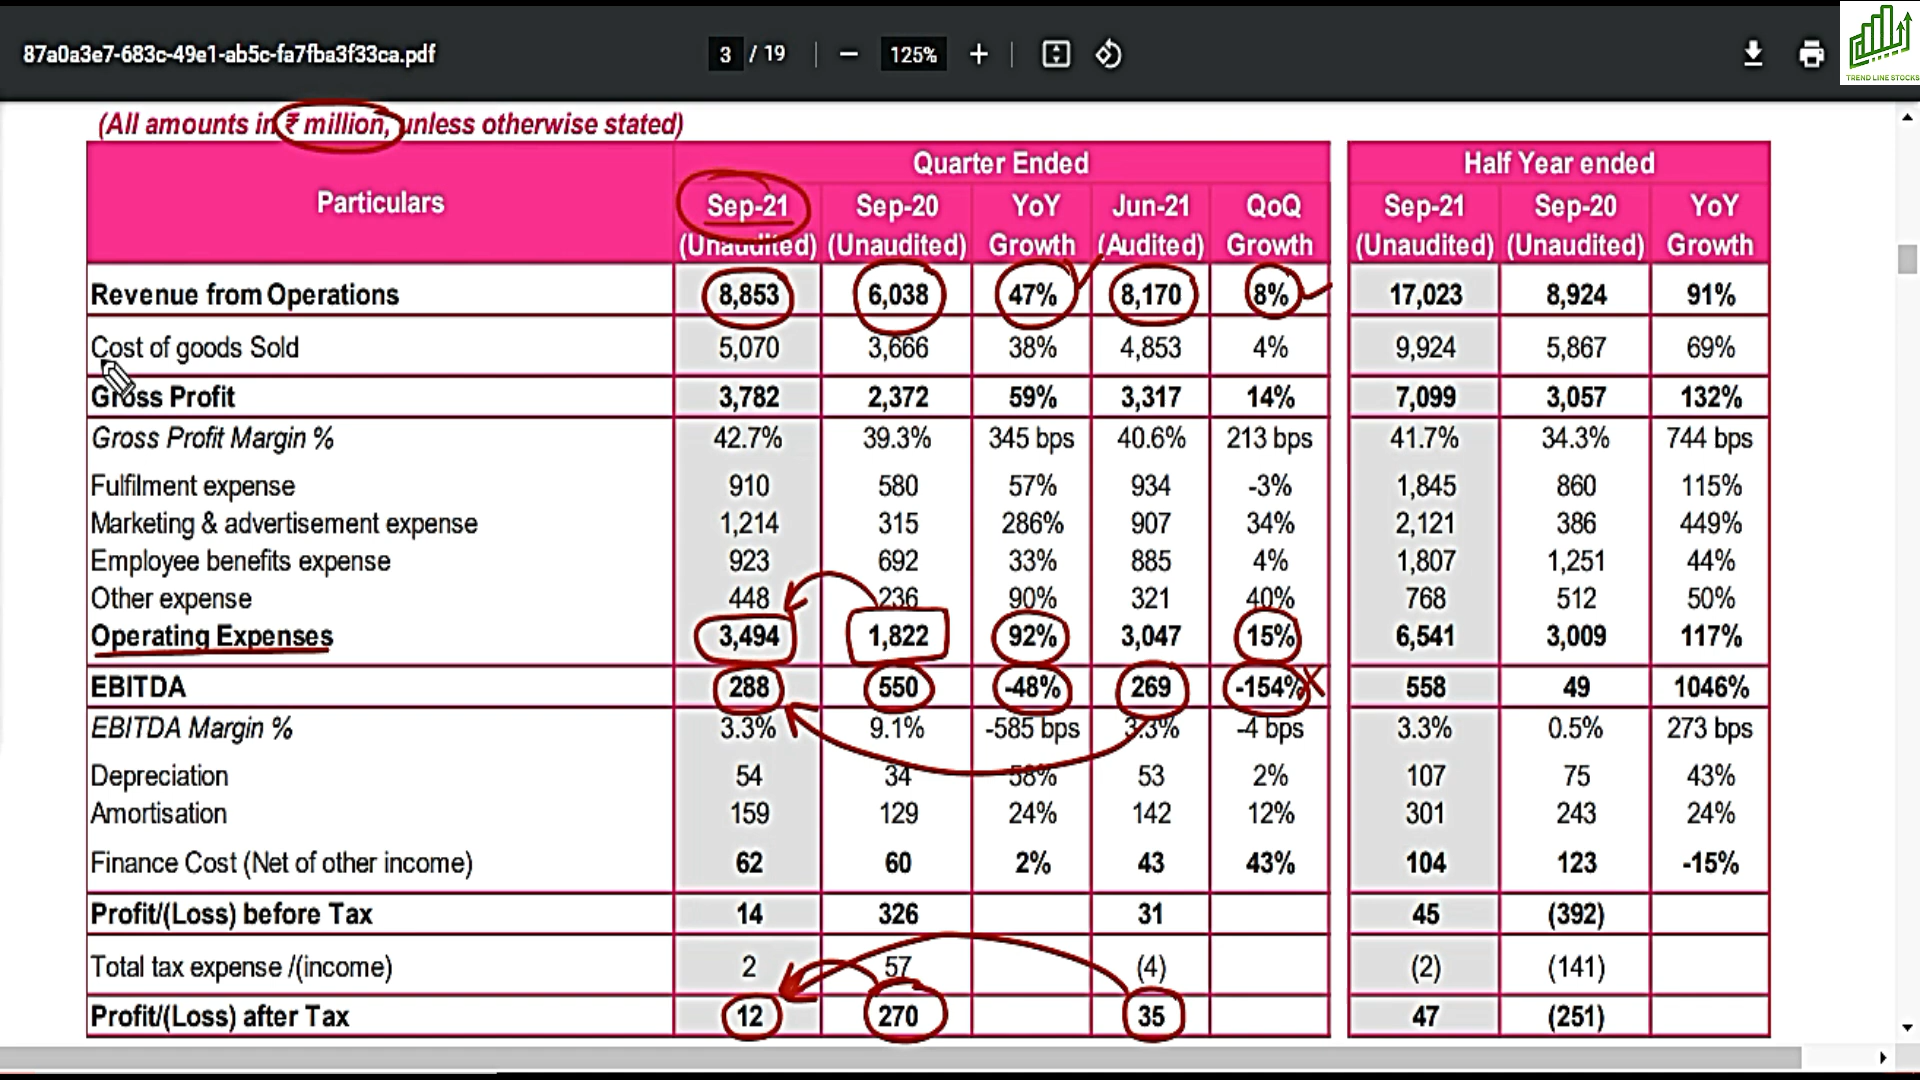 87a0a3e7-683c-49e1-ab5c-fa7fba3f33ca.pdf 3 / 19 125%
TREND LINE STOCKS
(All amounts in ₹ million, unless otherwise stated)
Particulars Quarter Ended Half Year ended
Sep-21 Sep-20 YoY Jun-21 QoQ Sep-21 Sep-20 YoY
(Unaudited) (Unaudited) Growth (Audited) Growth (Unaudited) (Unaudited) Growth
Revenue from Operations 8,853 6,038 47% 8,170 8% 17,023 8,924 91%
Cost of goods Sold 5,070 3,666 38% 4,853 4% 9,924 5,867 69%
Gross Profit 3,782 2,372 59% 3,317 14% 7,099 3,057 132%
Gross Profit Margin % 42.7% 39.3% 345 bps 40.6% 213 bps 41.7% 34.3% 744 bps
Fulfilment expense 910 580 57% 934 -3% 1,845 860 115%
Marketing & advertisement expense 1,214 315 286% 907 34% 2,121 386 449%
Employee benefits expense 923 692 33% 885 4% 1,807 1,251 44%
Other expense 448 236 90% 321 40% 768 512 50%
Operating Expenses 3,494 1,822 92% 3,047 15% 6,541 3,009 117%
EBITDA 288 550 -48% 269 -154% 558 49 1046%
EBITDA Margin % 3.3% 9.1% -585 bps 3.3% -4 bps 3.3% 0.5% 273 bps
Depreciation 54 34 58% 53 2% 107 75 43%
Amortisation 159 129 24% 142 12% 301 243 24%
Finance Cost (Net of other income) 62 60 2% 43 43% 104 123 -15%
Profit/(Loss) before Tax 14 326 31 45 (392)
Total tax expense /(income) 2 57 (4) (2) (141)
Profit/(Loss) after Tax 12 270 35 47 (251)